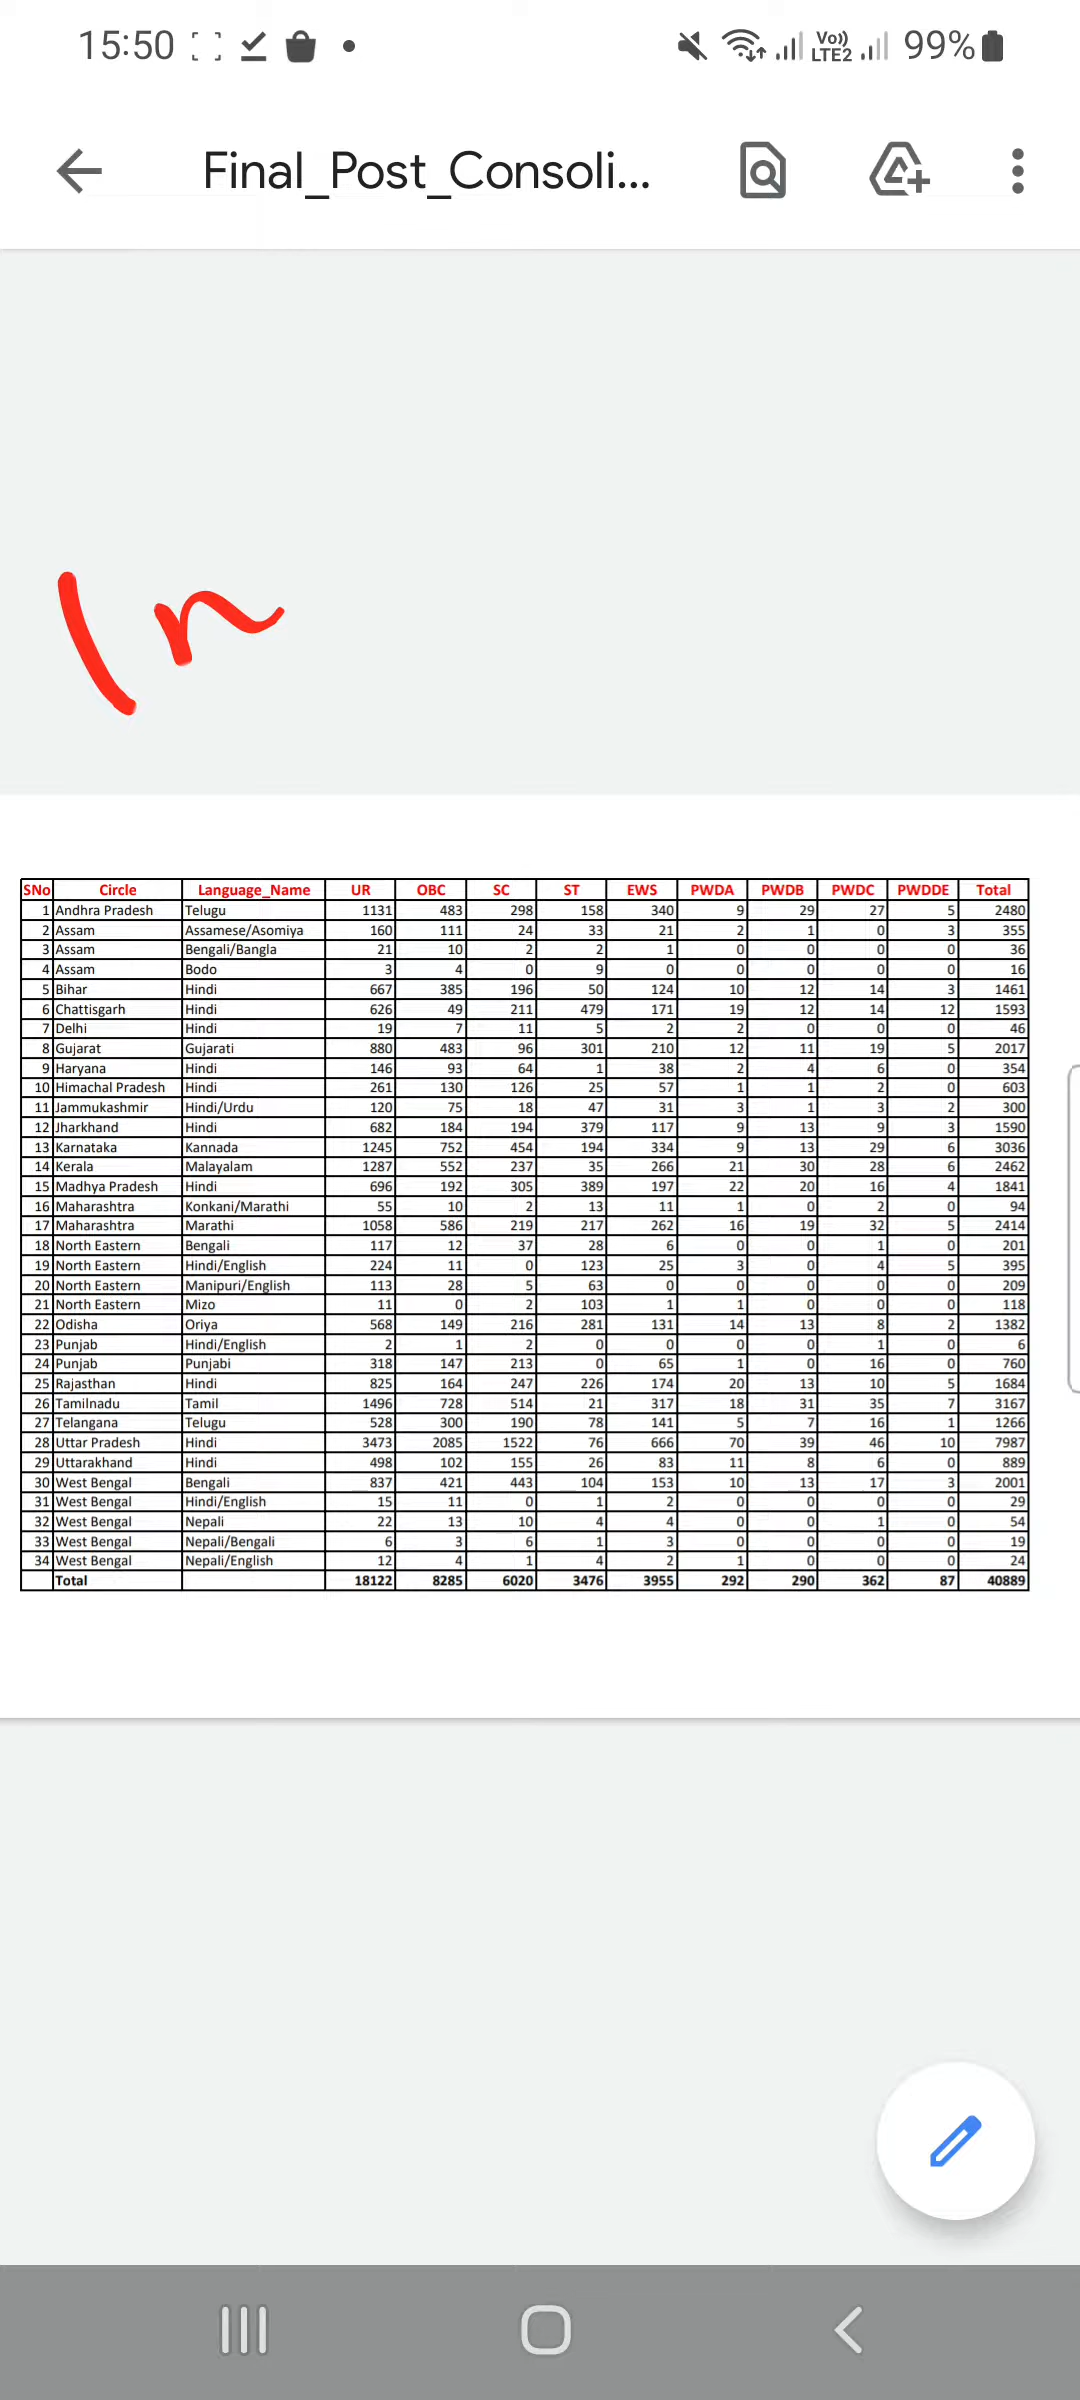 15:50 Vo)) LTE2 99%
Final_Post_Consoli...
In
SNo Circle Language_Name UR OBC SC ST EWS PWDA PWDB PWDC PWDDE Total
1 Andhra Pradesh Telugu 1131 483 298 158 340 9 29 27 5 2480
2 Assam Assamese/Asomiya 160 111 24 33 21 2 1 0 3 355
3 Assam Bengali/Bangla 21 10 2 2 1 0 0 0 0 36
4 Assam Bodo 3 4 0 9 0 0 0 0 0 16
5 Bihar Hindi 667 385 196 50 124 10 12 14 3 1461
6 Chattisgarh Hindi 626 49 211 479 171 19 12 14 12 1593
7 Delhi Hindi 19 7 11 5 2 2 0 0 0 46
8 Gujarat Gujarati 880 483 96 301 210 12 11 19 5 2017
9 Haryana Hindi 146 93 64 1 38 2 4 6 0 354
10 Himachal Pradesh Hindi 261 130 126 25 57 1 1 2 0 603
11 Jammukashmir Hindi/Urdu 120 75 18 47 31 3 1 3 2 300
12 Jharkhand Hindi 682 184 194 379 117 9 13 9 3 1590
13 Karnataka Kannada 1245 752 454 194 334 9 13 29 6 3036
14 Kerala Malayalam 1287 552 237 35 266 21 30 28 6 2462
15 Madhya Pradesh Hindi 696 192 305 389 197 22 20 16 4 1841
16 Maharashtra Konkani/Marathi 55 10 2 13 11 1 0 2 0 94
17 Maharashtra Marathi 1058 586 219 217 262 16 19 32 5 2414
18 North Eastern Bengali 117 12 37 28 6 0 0 1 0 201
19 North Eastern Hindi/English 224 11 0 123 25 3 0 4 5 395
20 North Eastern Manipuri/English 113 28 5 63 0 0 0 0 0 209
21 North Eastern Mizo 11 0 2 103 1 1 0 0 0 118
22 Odisha Oriya 568 149 216 281 131 14 13 8 2 1382
23 Punjab Hindi/English 2 1 2 0 0 0 0 1 0 6
24 Punjab Punjabi 318 147 213 0 65 1 0 16 0 760
25 Rajasthan Hindi 825 164 247 226 174 20 13 10 5 1684
26 Tamilnadu Tamil 1496 728 514 21 317 18 31 35 7 3167
27 Telangana Telugu 528 300 190 78 141 5 7 16 1 1266
28 Uttar Pradesh Hindi 3473 2085 1522 76 666 70 39 46 10 7987
29 Uttarakhand Hindi 498 102 155 26 83 11 8 6 0 889
30 West Bengal Bengali 837 421 443 104 153 10 13 17 3 2001
31 West Bengal Hindi/English 15 11 0 1 2 0 0 0 0 29
32 West Bengal Nepali 22 13 10 4 4 0 0 1 0 54
33 West Bengal Nepali/Bengali 6 3 6 1 3 0 0 0 0 19
34 West Bengal Nepali/English 12 4 1 4 2 1 0 0 0 24
Total 18122 8285 6020 3476 3955 292 290 362 87 40889